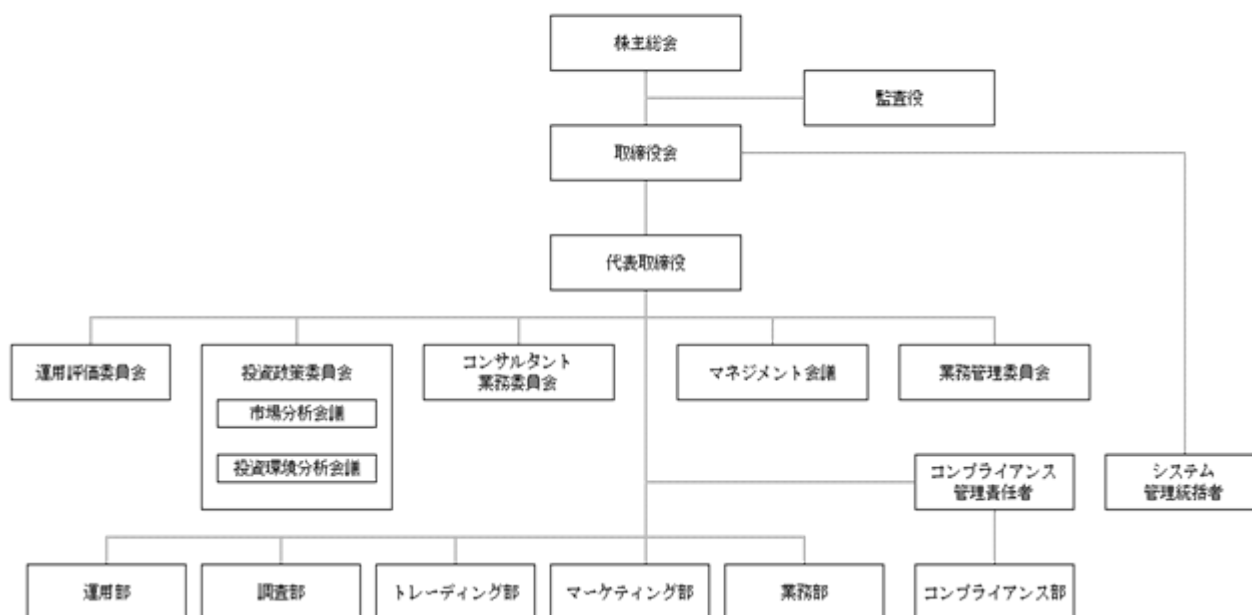 株主総会
監査役
取締役会
代表取締役
運用評価委員会
投資政策委員会
コンサルタント
業務委員会
マネジメント会議
業務管理委員会
市場分析会議
投資環境分析会議
コンプライアンス
管理責任者
システム
管理統括者
運用部
調査部
トレーディング部
マーケティング部
業務部
コンプライアンス部